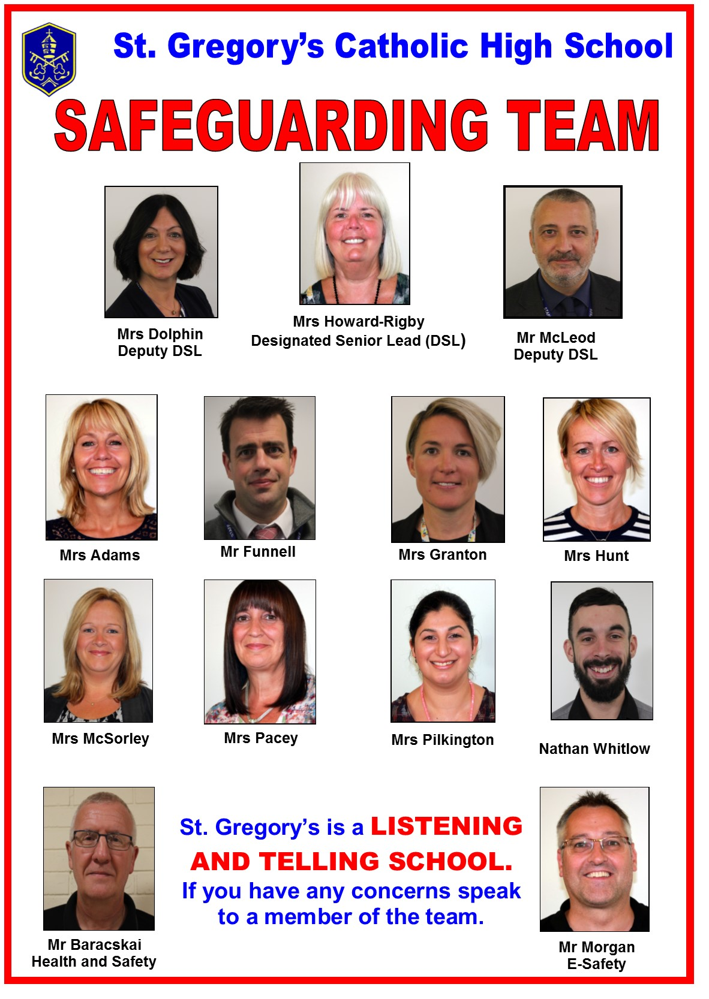 St. Gregory's Catholic High School
SAFEGUARDING TEAM
Mrs Dolphin
Deputy DSL
Mrs Howard-Rigby
Designated Senior Lead (DSL)
Mr McLeod
Deputy DSL
Mrs Adams
Mr Funnell
Mrs Granton
Mrs Hunt
Mrs McSorley
Mrs Pacey
Mrs Pilkington
Nathan Whitlow
St. Gregory's is a LISTENING
AND TELLING SCHOOL.
If you have any concerns speak
to a member of the team.
Mr Baracskai
Health and Safety
Mr Morgan
E-Safety